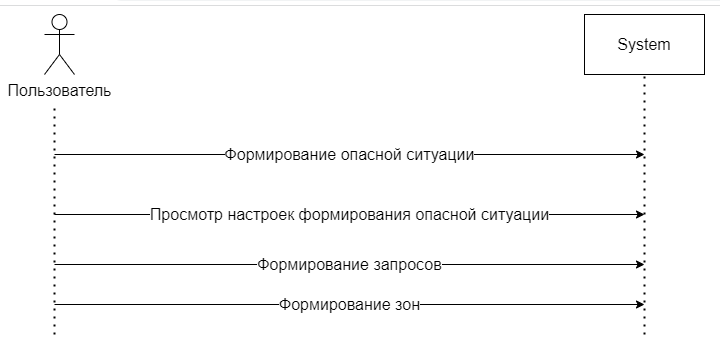 System
Пользователь
Формирование опасной ситуации
Просмотр настроек формирования опасной ситуации
Формирование запросов
Формирование зон